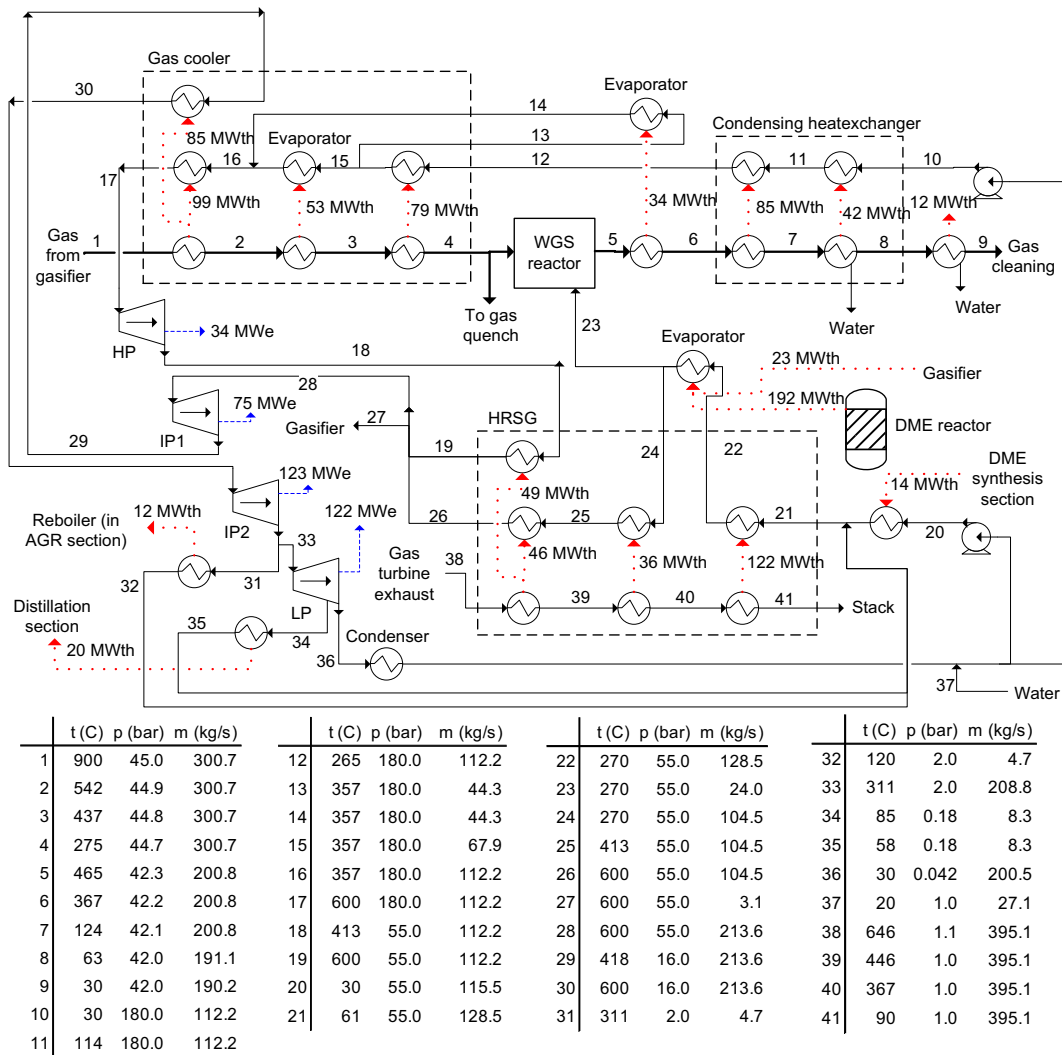 Gas cooler
30
14
Evaporator
13
85 MWth
Evaporator
Condensing heatexchanger
16
15
12
11
10
17
99 MWth
53 MWth
79 MWth
34 MWth
85 MWth
42 MWth
12 MWth
Gas
from
gasifier
1
2
3
4
WGS
reactor
5
6
7
8
9
Gas
cleaning
To gas
quench
Water
Water
HP
34 MWe
23
18
Evaporator
23 MWth
Gasifier
28
192 MWth
DME reactor
IP1
75 MWe
27
Gasifier
HRSG
29
19
24
22
DME
synthesis
section
123 MWe
49 MWth
14 MWth
IP2
122 MWe
26
25
21
20
Reboiler (in
AGR section)
12 MWth
33
46 MWth
36 MWth
122 MWth
32
31
LP
Gas
turbine
exhaust
38
39
40
41
Stack
Distillation
section
35
34
Condenser
20 MWth
36
37
Water
t (C) p (bar) m (kg/s)
1 900 45.0 300.7
2 542 44.9 300.7
3 437 44.8 300.7
4 275 44.7 300.7
5 465 42.3 200.8
6 367 42.2 200.8
7 124 42.1 200.8
8 63 42.0 191.1
9 30 42.0 190.2
10 30 180.0 112.2
11 114 180.0 112.2
t (C) p (bar) m (kg/s)
12 265 180.0 112.2
13 357 180.0 44.3
14 357 180.0 44.3
15 357 180.0 67.9
16 357 180.0 112.2
17 600 180.0 112.2
18 413 55.0 112.2
19 600 55.0 112.2
20 30 55.0 115.5
21 61 55.0 128.5
t (C) p (bar) m (kg/s)
22 270 55.0 128.5
23 270 55.0 24.0
24 270 55.0 104.5
25 413 55.0 104.5
26 600 55.0 104.5
27 600 55.0 3.1
28 600 55.0 213.6
29 418 16.0 213.6
30 600 16.0 213.6
31 311 2.0 4.7
t (C) p (bar) m (kg/s)
32 120 2.0 4.7
33 311 2.0 208.8
34 85 0.18 8.3
35 58 0.18 8.3
36 30 0.042 200.5
37 20 1.0 27.1
38 646 1.1 395.1
39 446 1.0 395.1
40 367 1.0 395.1
41 90 1.0 395.1